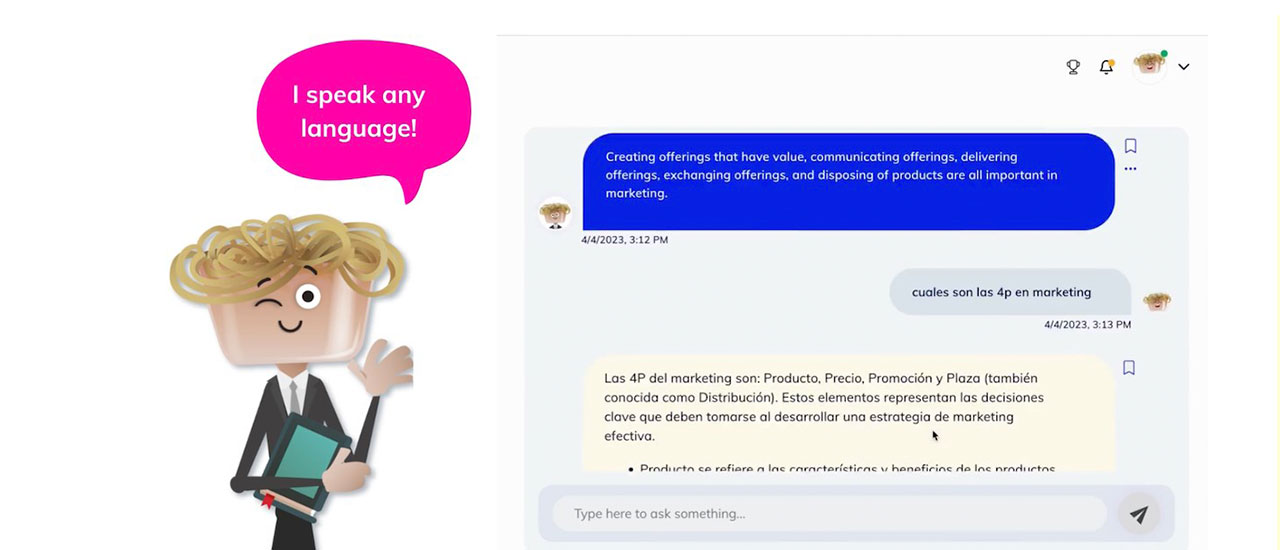 I speak any
language!
Creating offerings that have value, communicating offerings, delivering
offerings, exchanging offerings, and disposing of products are all important in
marketing.
4/4/2023, 3:12 PM
cuales son las 4p en marketing
4/4/2023, 3:13 PM
Las 4P del marketing son: Producto, Precio, Promoción y Plaza (también
conocida como Distribución). Estos elementos representan las decisiones
clave que deben tomarse al desarrollar una estrategia de marketing
efectiva.
• Producto se refiere a las características y beneficios de los productos
Type here to ask something...